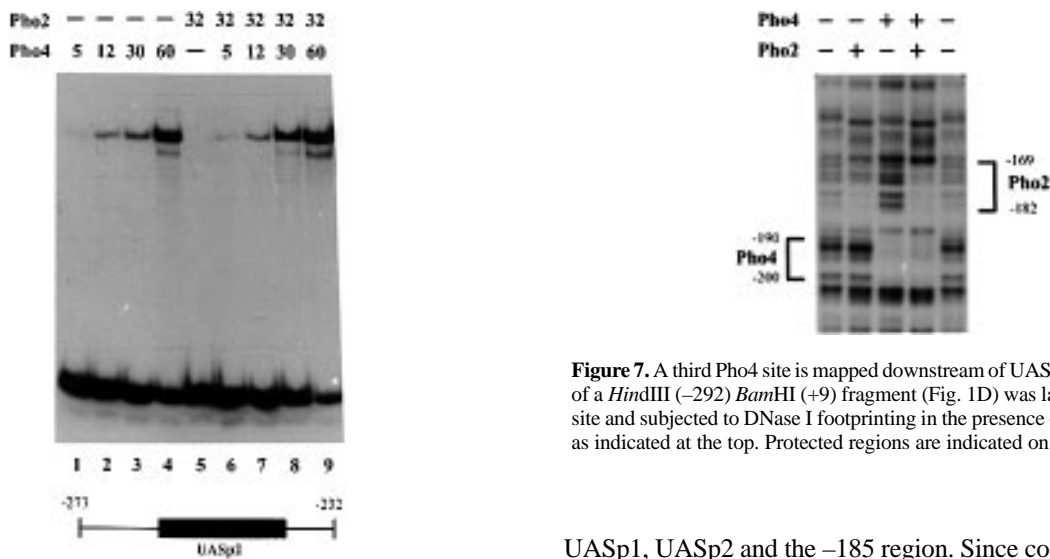 Pho2 – – – – 32 32 32 32 32
Pho4 5 12 30 60 – 5 12 30 60
1 2 3 4 5 6 7 8 9
-273 -232
UASp2
Pho4 – – + + –
Pho2 – + – + –
-169
Pho2
-182
-190
Pho4
-200
Figure 7. A third Pho4 site is mapped downstream of UAS
of a HindIII (–292) BamHI (+9) fragment (Fig. 1D) was la
site and subjected to DNase I footprinting in the presence
as indicated at the top. Protected regions are indicated on
UASp1, UASp2 and the –185 region. Since co